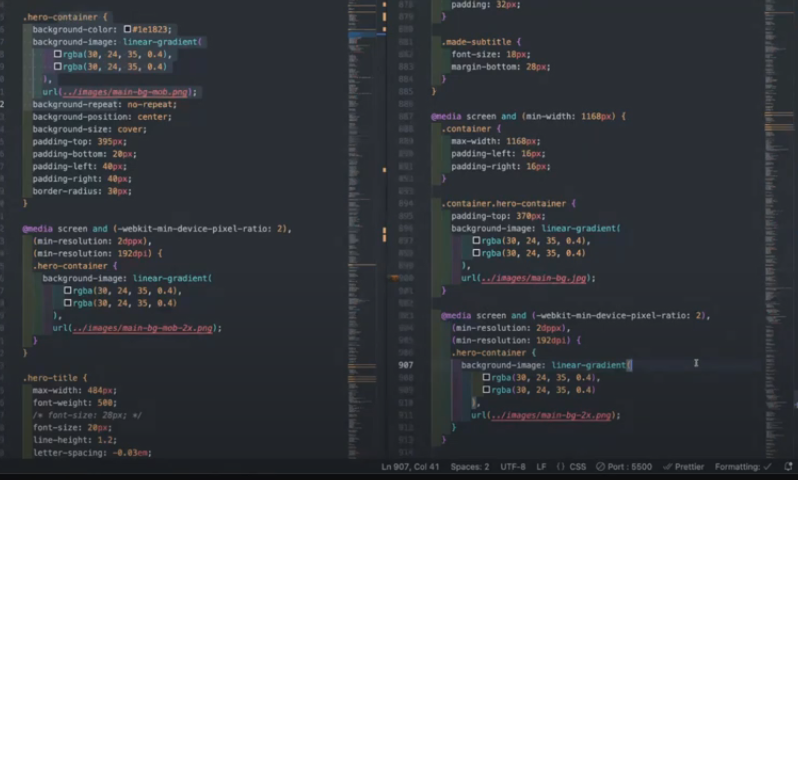 .hero-container {
background-color: #1e1823;
background-image: linear-gradient(
rgba(30, 24, 35, 0.4),
rgba(30, 24, 35, 0.4)
),
url(../images/main-bg-mob.png);
background-repeat: no-repeat;
background-position: center;
background-size: cover;
padding-top: 395px;
padding-bottom: 20px;
padding-left: 40px;
padding-right: 40px;
border-radius: 30px;
}
@media screen and (-webkit-min-device-pixel-ratio: 2),
(min-resolution: 2dppx),
(min-resolution: 192dpi) {
.hero-container {
background-image: linear-gradient(
rgba(30, 24, 35, 0.4),
rgba(30, 24, 35, 0.4)
),
url(../images/main-bg-mob-2x.png);
}
}
.hero-title {
max-width: 484px;
font-weight: 500;
/* font-size: 28px; */
font-size: 20px;
line-height: 1.2;
letter-spacing: -0.03em;
padding: 32px;
}
.made-subtitle {
font-size: 18px;
margin-bottom: 28px;
}
}
@media screen and (min-width: 1168px) {
.container {
max-width: 1168px;
padding-left: 16px;
padding-right: 16px;
}
.container.hero-container {
padding-top: 370px;
background-image: linear-gradient(
rgba(30, 24, 35, 0.4),
rgba(30, 24, 35, 0.4)
),
url(../images/main-bg.jpg);
}
@media screen and (-webkit-min-device-pixel-ratio: 2),
(min-resolution: 2dppx),
(min-resolution: 192dpi) {
.hero-container {
907 background-image: linear-gradient(
rgba(30, 24, 35, 0.4),
rgba(30, 24, 35, 0.4)
),
url(../images/main-bg-2x.png);
}
}
Ln 907, Col 41 Spaces: 2 UTF-8 LF {} CSS Port : 5500 Prettier Formatting: